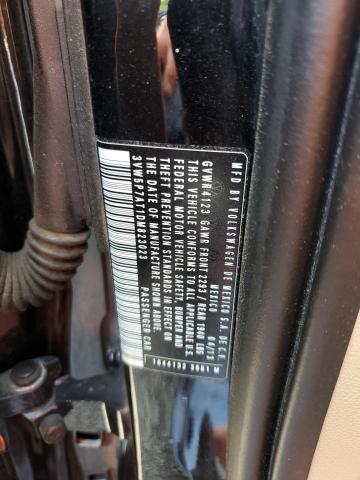 MFD BY VOLKSWAGEN DE MEXICO S.A. DE C.V.
MEXICO
GVWR 4123 GAWR FRONT 2293 / REAR 1940 LBS
THIS VEHICLE CONFORMS TO ALL APPLICABLE U.S.
FEDERAL MOTOR VEHICLE SAFETY, BUMPER AND
THEFT PREVENTION STANDARDS IN EFFECT ON
THE DATE OF MANUFACTURE SHOWN ABOVE.
PASSENGER CAR